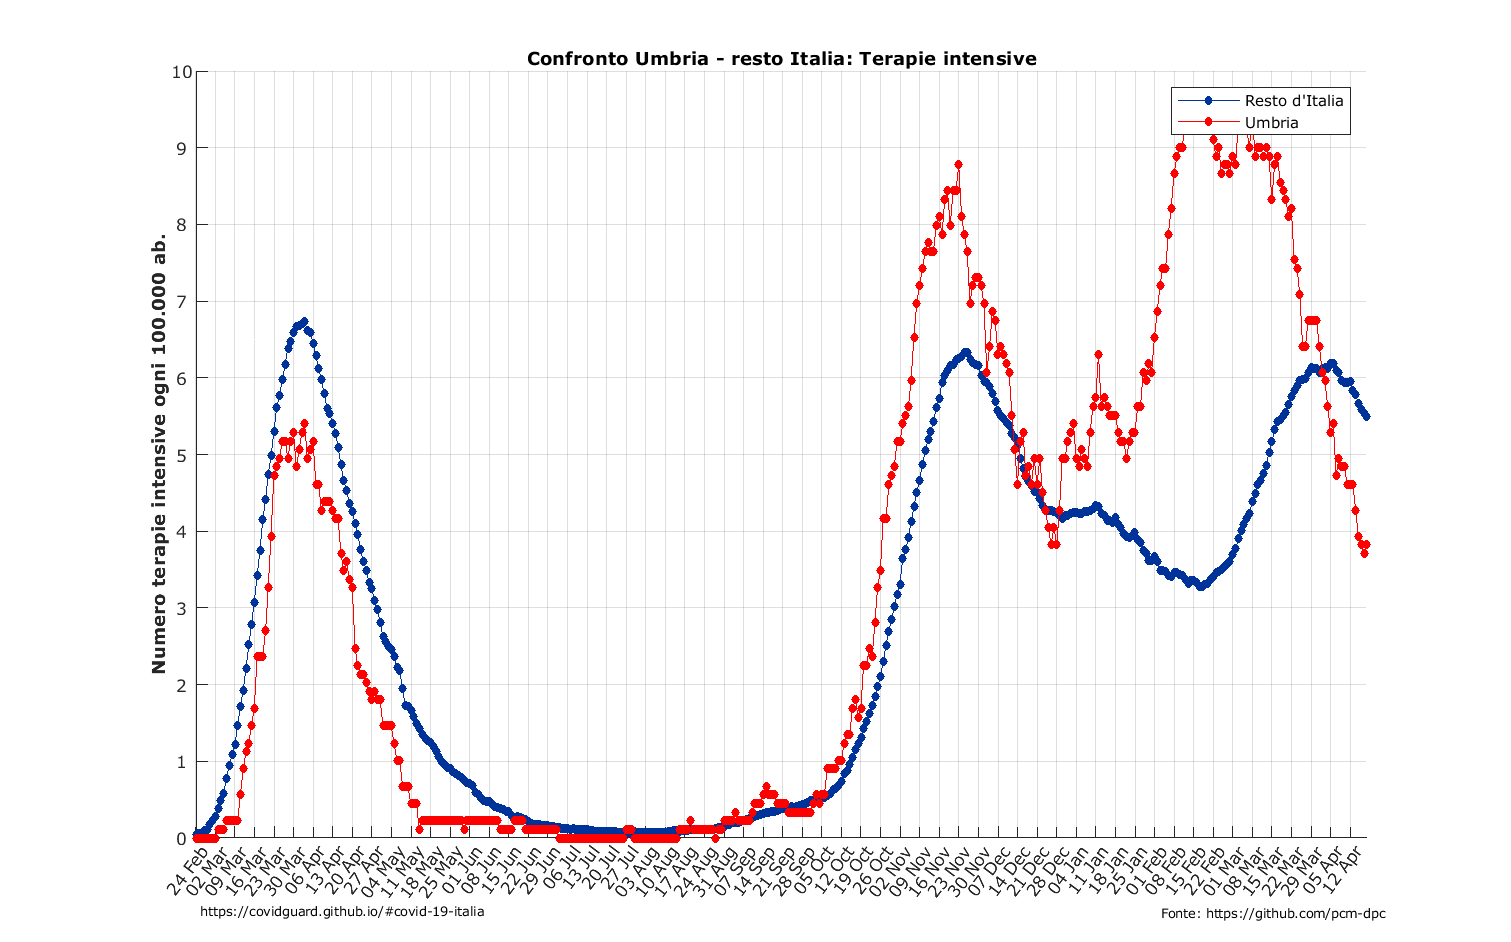 Confronto Umbria - resto Italia: Terapie intensive
Numero terapie intensive ogni 100.000 ab.
10
9
8
7
6
5
4
3
2
1
0
Resto d'Italia
Umbria
24 Feb
02 Mar
09 Mar
16 Mar
23 Mar
30 Mar
06 Apr
13 Apr
20 Apr
27 Apr
04 May
11 May
18 May
25 May
01 Jun
08 Jun
15 Jun
22 Jun
29 Jun
06 Jul
13 Jul
20 Jul
27 Jul
03 Aug
10 Aug
17 Aug
24 Aug
31 Aug
07 Sep
14 Sep
21 Sep
28 Sep
05 Oct
12 Oct
19 Oct
26 Oct
02 Nov
09 Nov
16 Nov
23 Nov
30 Nov
07 Dec
14 Dec
21 Dec
28 Dec
04 Jan
11 Jan
18 Jan
25 Jan
01 Feb
08 Feb
15 Feb
22 Feb
01 Mar
08 Mar
15 Mar
22 Mar
29 Mar
05 Apr
12 Apr
https://covidguard.github.io/#covid-19-italia
Fonte: https://github.com/pcm-dpc